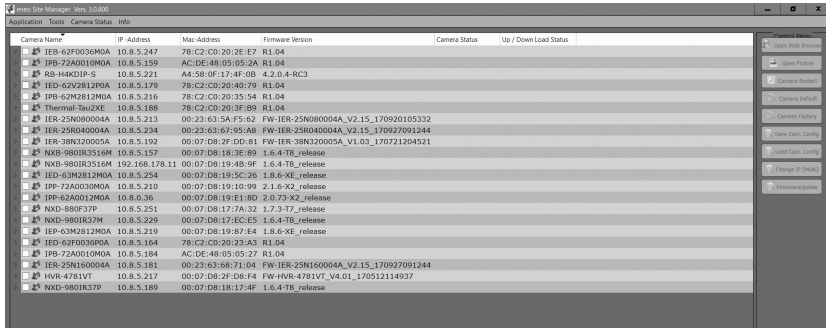 eneo Site Manager Vers. 3.0.800
Application Tools Camera Status Info
Camera Name IP -Address Mac-Address Firmware Version Camera Status Up / Down Load Status
IEB-62F0036M0A 10.8.5.247 78:C2:C0:20:2E:E7 R1.04
IPB-72A0010M0A 10.8.5.159 AC:DE:48:05:05:2A R1.04
RB-H4KDIP-S 10.8.5.221 A4:58:0F:17:4F:0B 4.2.0.4-RC3
IED-62V2812P0A 10.8.5.179 78:C2:C0:20:40:79 R1.04
IPB-62M2812M0A 10.8.5.216 78:C2:C0:20:35:54 R1.04
Thermal-Tau2XE 10.8.5.188 78:C2:C0:20:3F:B9 R1.04
IER-25N080004A 10.8.5.213 00:23:63:5A:F5:62 FW-IER-25N080004A_V2.15_170920105332
IER-25R040004A 10.8.5.234 00:23:63:67:95:A8 FW-IER-25R040004A_V2.15_170927091244
IER-38N320005A 10.8.5.192 00:07:D8:2F:DD:81 FW-IER-38N320005A_V1.03_170721204521
NXB-980IR3516M 10.8.5.157 00:07:D8:18:3E:89 1.6.4-T8_release
NXB-980IR3516M 192.168.178.11 00:07:D8:19:4B:9F 1.6.4-T8_release
IED-63M2812M0A 10.8.5.254 00:07:D8:19:5C:26 1.8.6-XE_release
IPP-72A0030M0A 10.8.5.210 00:07:D8:19:10:99 2.1.6-X2_release
IPP-62A0012M0A 10.8.0.36 00:07:D8:19:E1:8D 2.0.73-X2_release
NXD-880F37P 10.8.5.251 00:07:D8:17:7A:32 1.7.3-T7_release
NXD-980IR37M 10.8.5.229 00:07:D8:17:EC:E5 1.6.4-T8_release
IEP-63M2812M0A 10.8.5.219 00:07:D8:19:87:E4 1.8.6-XE_release
IED-62F0036P0A 10.8.5.164 78:C2:C0:20:23:A3 R1.04
IPB-72A0010M0A 10.8.5.184 AC:DE:48:05:05:27 R1.04
IER-25N160004A 10.8.5.181 00:23:63:68:71:04 FW-IER-25N160004A_V2.15_170927091244
HVR-4781VT 10.8.5.217 00:07:D8:2F:D8:F4 FW-HVR-4781VT_V4.01_170512114937
NXD-980IR37P 10.8.5.189 00:07:D8:18:17:4F 1.6.4-T8_release
Control Menu
Open Web Browser
Open Picture
Camera Restart
Camera Default
Camera Factory
Save Cam. Config
Load Cam. Config
Change IP [Multi]
FirmwareUpdate